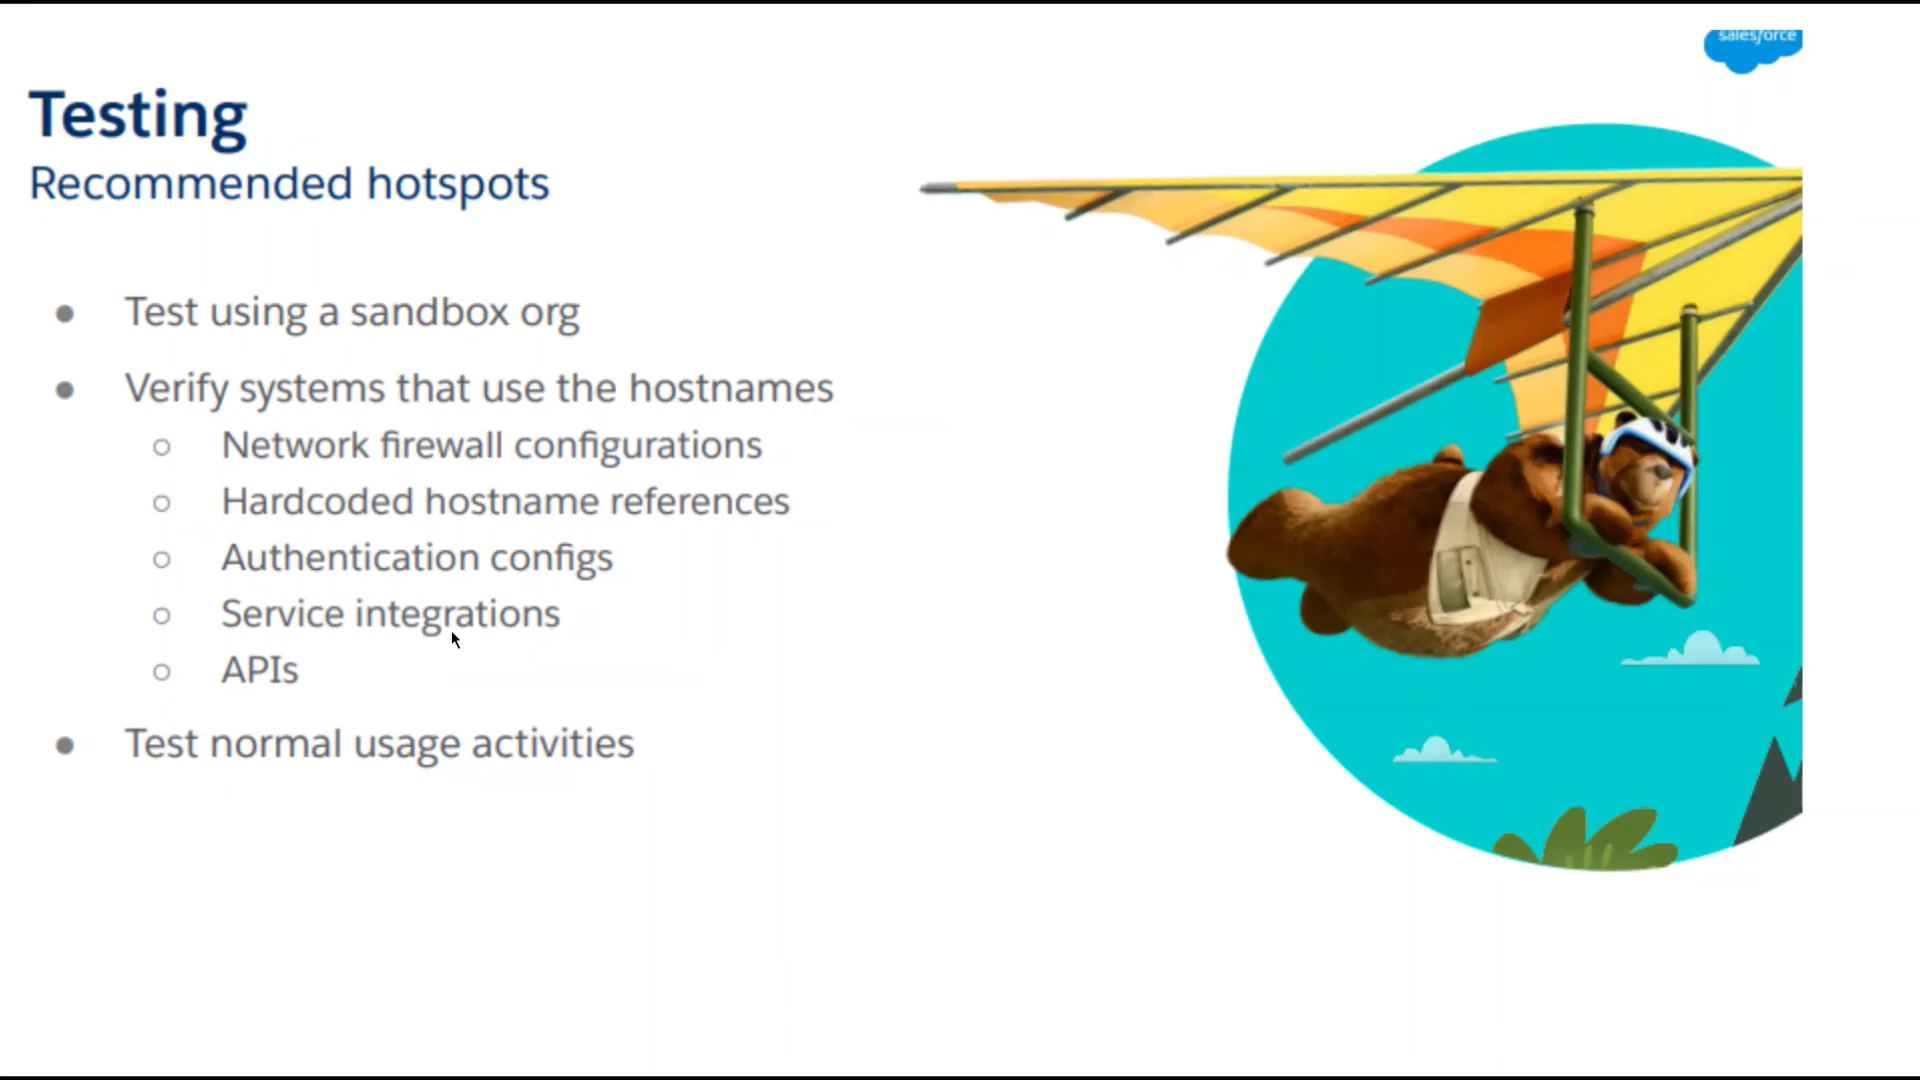 salesforce
Testing
Recommended hotspots
● Test using a sandbox org
● Verify systems that use the hostnames
○ Network firewall configurations
○ Hardcoded hostname references
○ Authentication configs
○ Service integrations
○ APIs
● Test normal usage activities